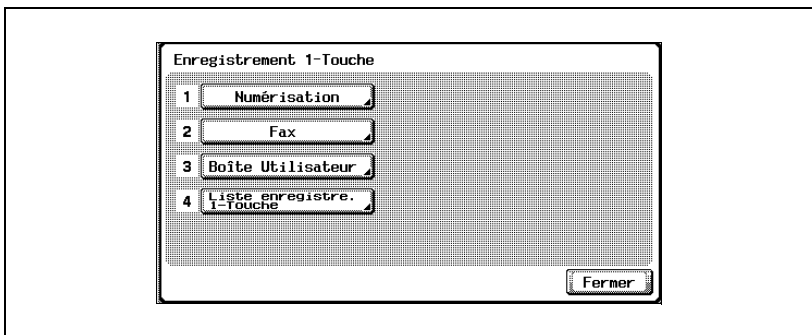 Enregistrement 1-Touche
1 Numérisation
2 Fax
3 Boîte Utilisateur
4 Liste enregistre.
1-Touche
Fermer